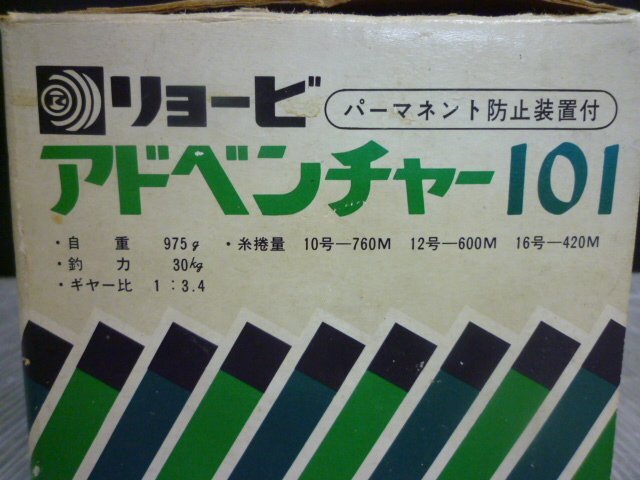 リョービ パーマネント防止装置付
アドベンチャー101
・自重 975g ・糸捲量 10号―760M 12号―600M 16号―420M
・釣力 30kg
・ギヤー比 1:3.4